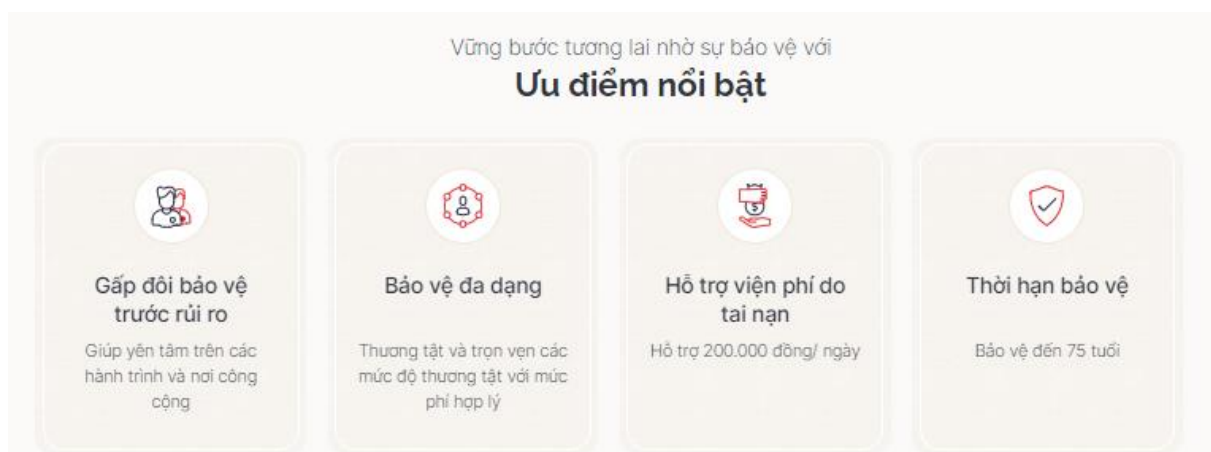 Vững bước tương lai nhờ sự bảo vệ với
Ưu điểm nổi bật
Gấp đôi bảo vệ
trước rủi ro
Giúp yên tâm trên các
hành trình và nơi công
cộng
Bảo vệ đa dạng
Thương tật và trọn vẹn các
mức độ thương tật với mức
phí hợp lý
Hỗ trợ viện phí do
tai nạn
Hỗ trợ 200.000 đồng/ ngày
Thời hạn bảo vệ
Bảo vệ đến 75 tuổi